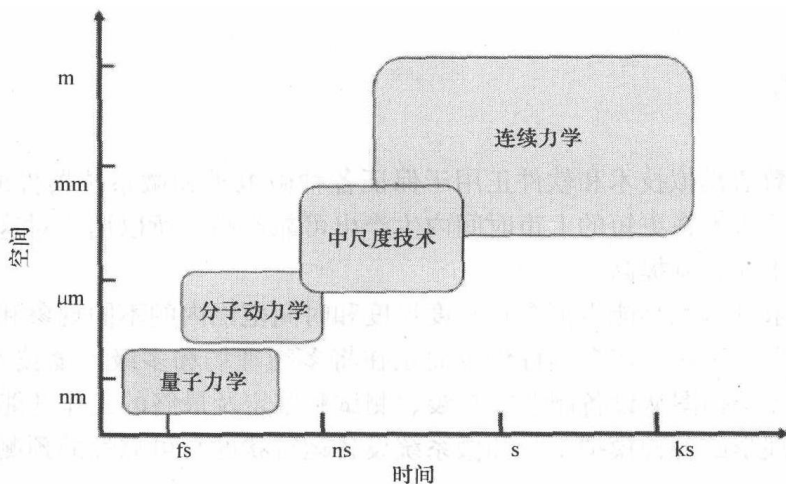 m
连续力学
mm
中尺度技术
空间
μm
分子动力学
量子力学
nm
fs ns s ks
时间